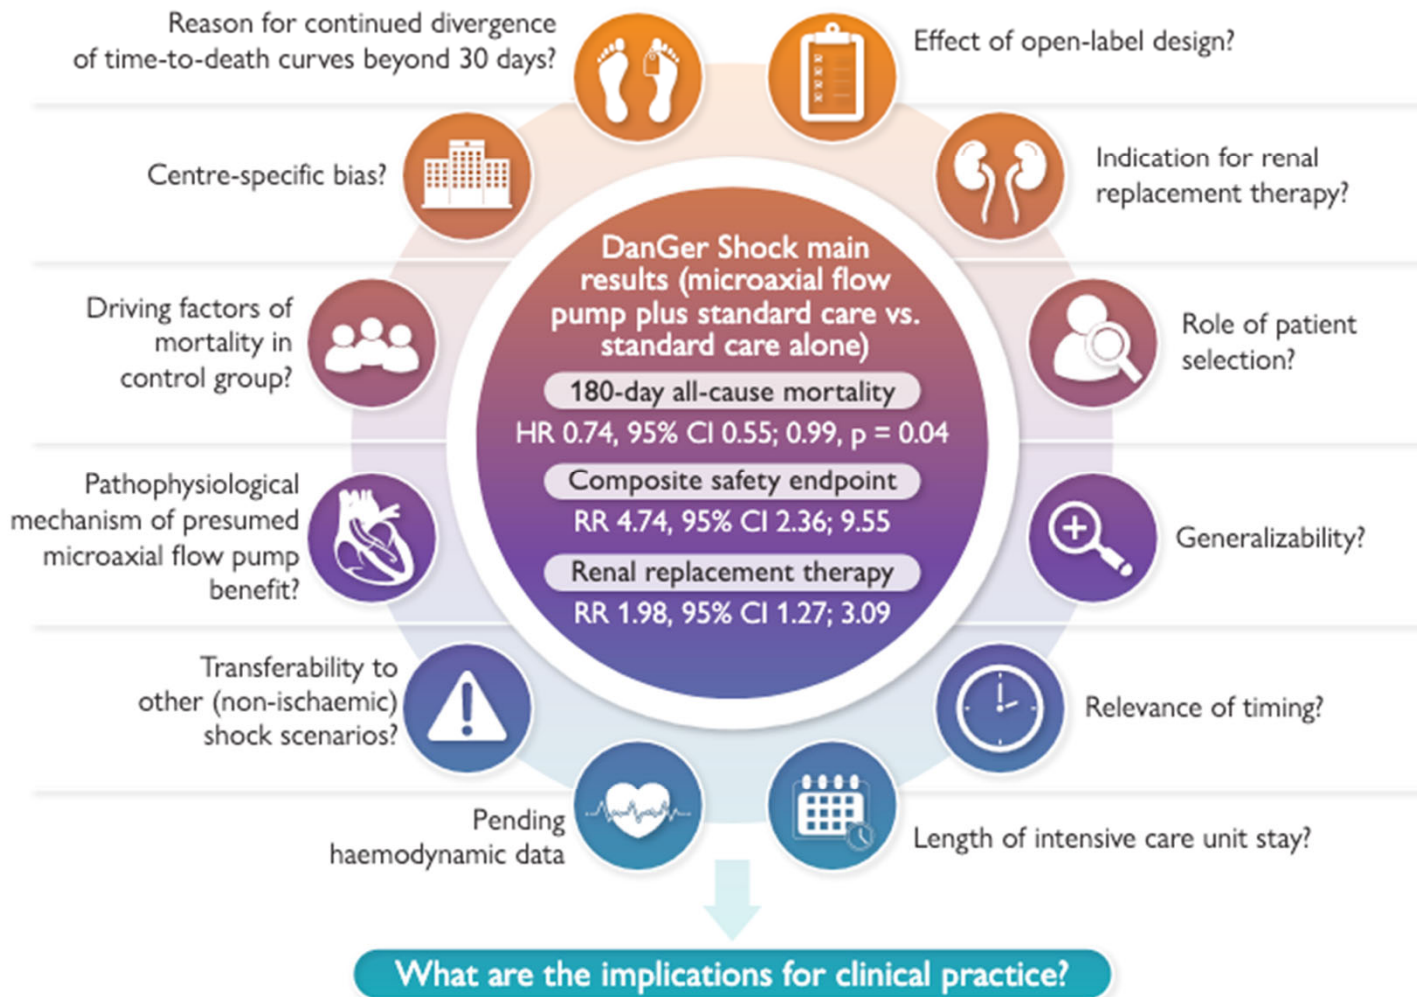 Reason for continued divergence
of time-to-death curves beyond 30 days?
Effect of open-label design?
Centre-specific bias?
Indication for renal
replacement therapy?
Driving factors of
mortality in
control group?
Role of patient
selection?
Pathophysiological
mechanism of presumed
microaxial flow pump
benefit?
Generalizability?
Transferability to
other (non-ischaemic)
shock scenarios?
Relevance of timing?
Pending
haemodynamic data
Length of intensive care unit stay?
DanGer Shock main
results (microaxial flow
pump plus standard care vs.
standard care alone)
180-day all-cause mortality
HR 0.74, 95% CI 0.55; 0.99, p = 0.04
Composite safety endpoint
RR 4.74, 95% CI 2.36; 9.55
Renal replacement therapy
RR 1.98, 95% CI 1.27; 3.09
What are the implications for clinical practice?